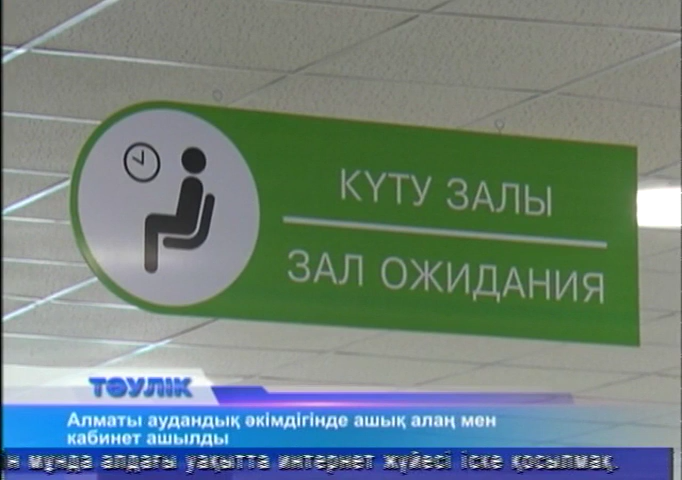 КҮТУ ЗАЛЫ
ЗАЛ ОЖИДАНИЯ
ТӘУЛІК
Алматы аудандық әкімдігінде ашық алаң мен
кабинет ашылды
мұнда алдағы уақытта интернет жүйесі іске қосылмақ.